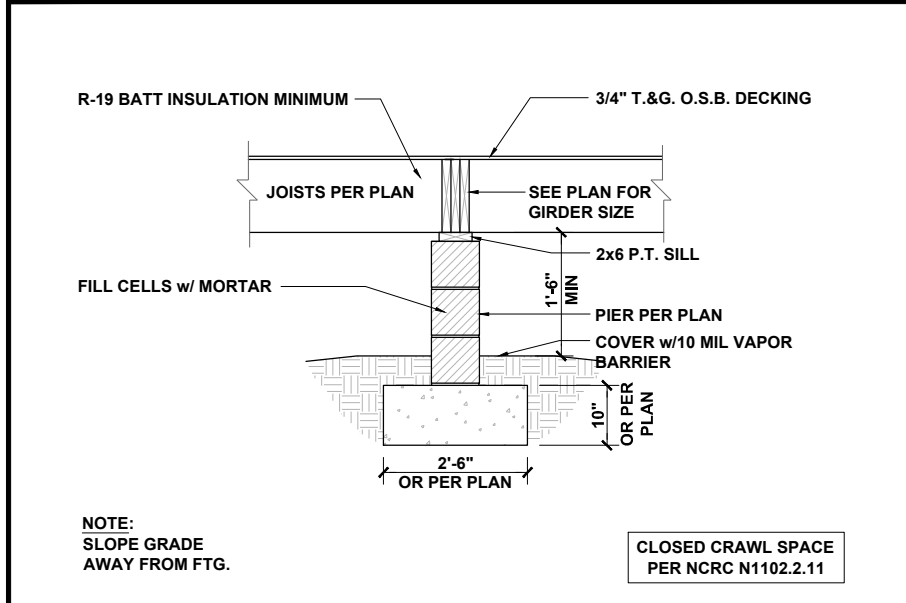 R-19 BATT INSULATION MINIMUM
3/4" T.&G. O.S.B. DECKING
JOISTS PER PLAN
SEE PLAN FOR
GIRDER SIZE
2x6 P.T. SILL
FILL CELLS w/ MORTAR
1'-6"
MIN
PIER PER PLAN
COVER w/10 MIL VAPOR
BARRIER
10"
OR PER
PLAN
2'-6"
OR PER PLAN
NOTE:
SLOPE GRADE
AWAY FROM FTG.
CLOSED CRAWL SPACE
PER NCRC N1102.2.11